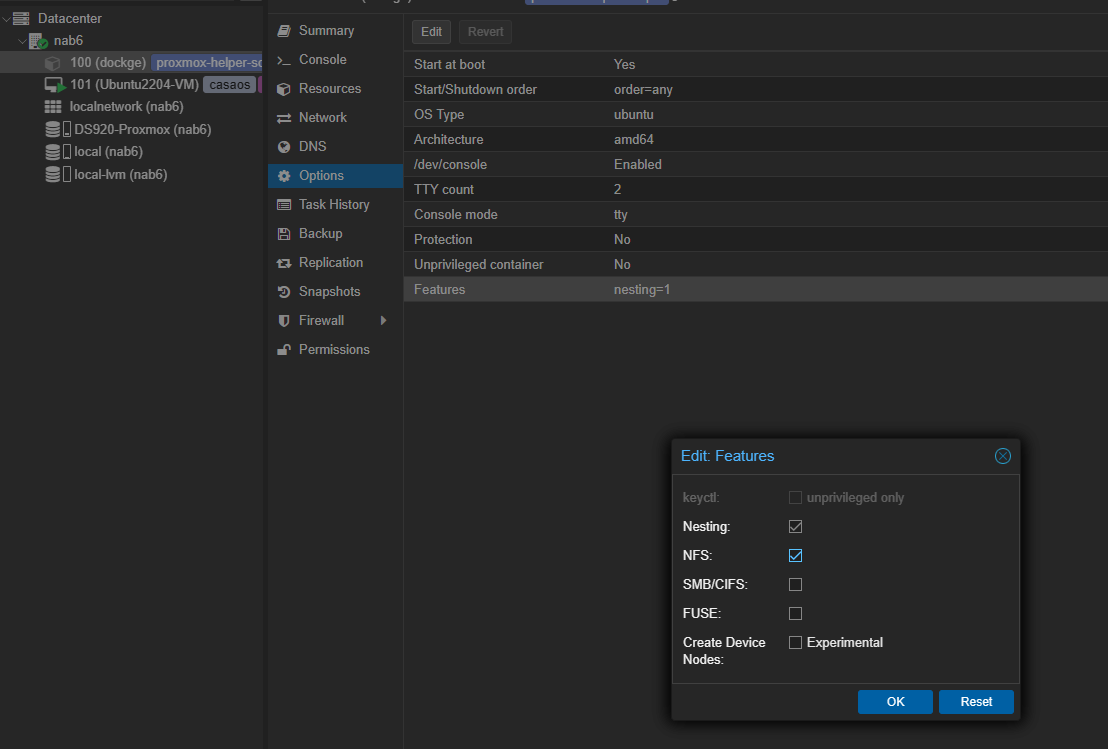 Datacenter
nab6
100 (dockge) proxmox-helper-sc
101 (Ubuntu2204-VM) casaos
localnetwork (nab6)
DS920-Proxmox (nab6)
local (nab6)
local-lvm (nab6)
Summary
Console
Resources
Network
DNS
Options
Task History
Backup
Replication
Snapshots
Firewall
Permissions
Edit Revert
Start at boot Yes
Start/Shutdown order order=any
OS Type ubuntu
Architecture amd64
/dev/console Enabled
TTY count 2
Console mode tty
Protection No
Unprivileged container No
Features nesting=1
Edit: Features
keyctl: unprivileged only
Nesting:
NFS:
SMB/CIFS:
FUSE:
Create Device Experimental
Nodes:
OK Reset